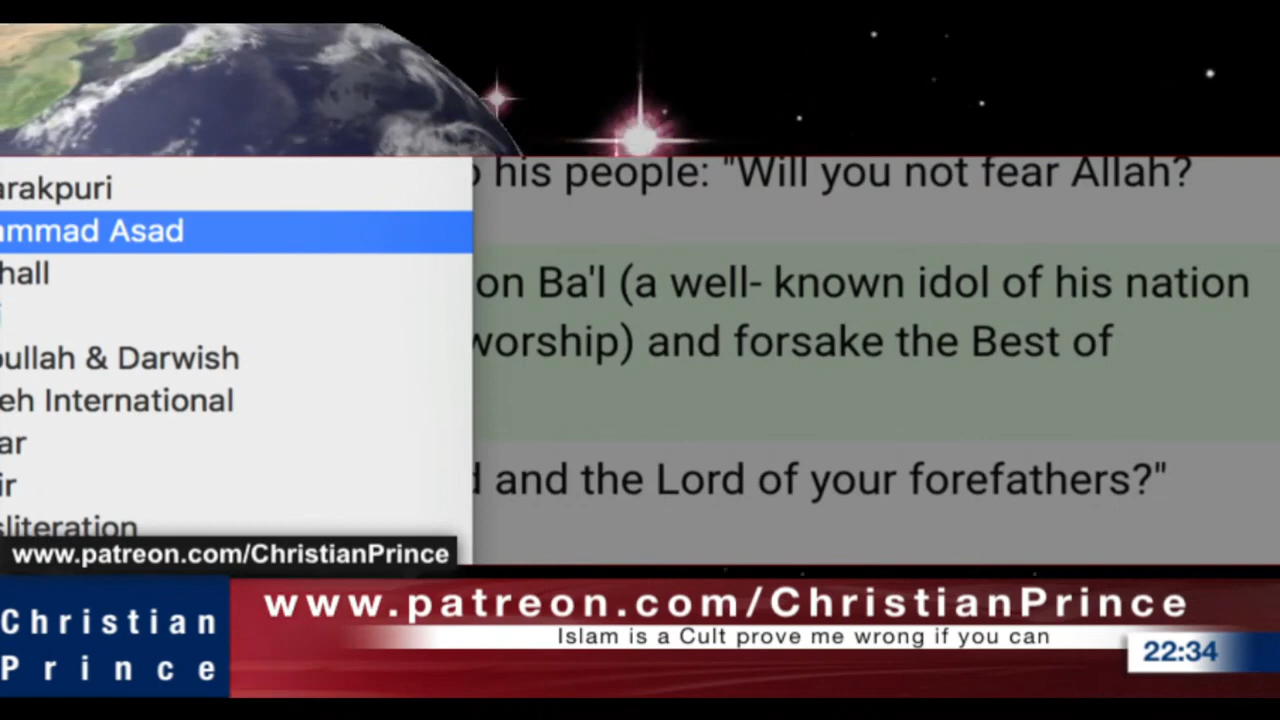 arakpuri
ammad Asad
hall
oullah & Darwish
eh International
ar
ir
sliteration
his people: "Will you not fear Allah?
on Ba'l (a well- known idol of his nation
worship) and forsake the Best of
and the Lord of your forefathers?"
www.patreon.com/ChristianPrince
Christian
Prince
www.patreon.com/ChristianPrince
Islam is a Cult prove me wrong if you can
22:34